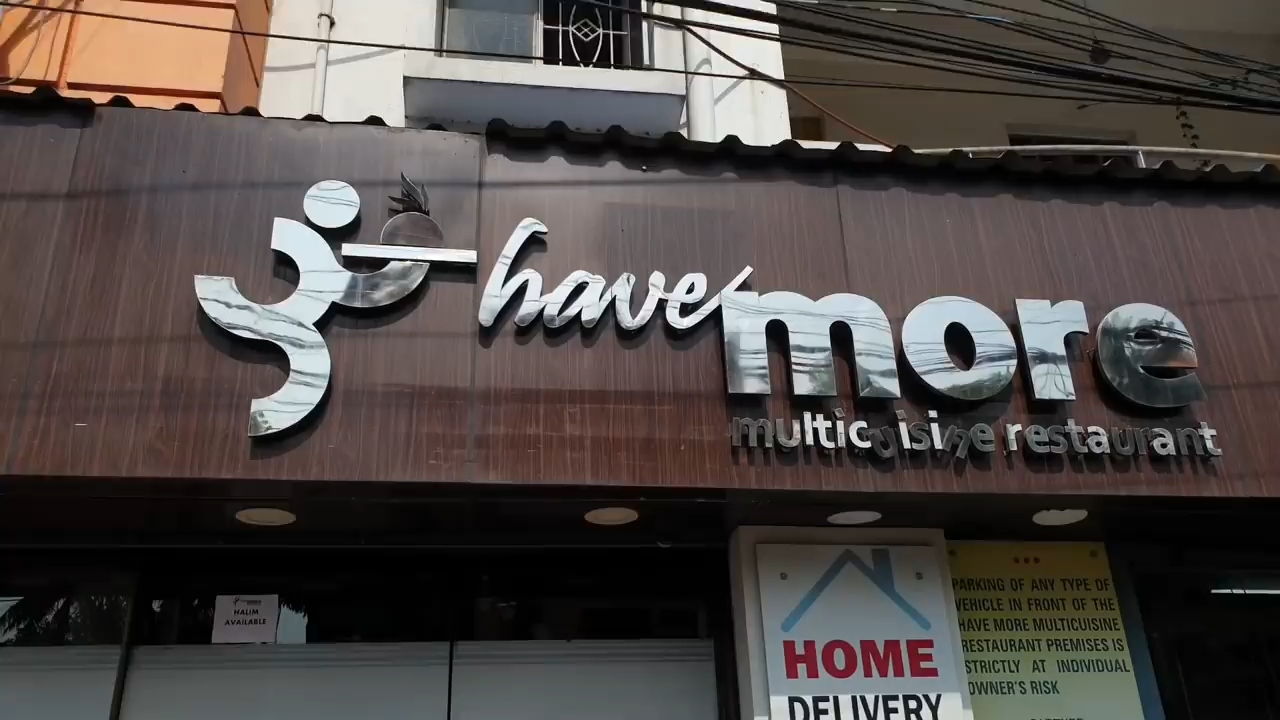 have more
multicuisine restaurant
HALIM
AVAILABLE
HOME
DELIVERY
PARKING OF ANY TYPE OF
VEHICLE IN FRONT OF THE
HAVE MORE MULTICUISINE
RESTAURANT PREMISES IS
STRICTLY AT INDIVIDUAL
OWNER'S RISK